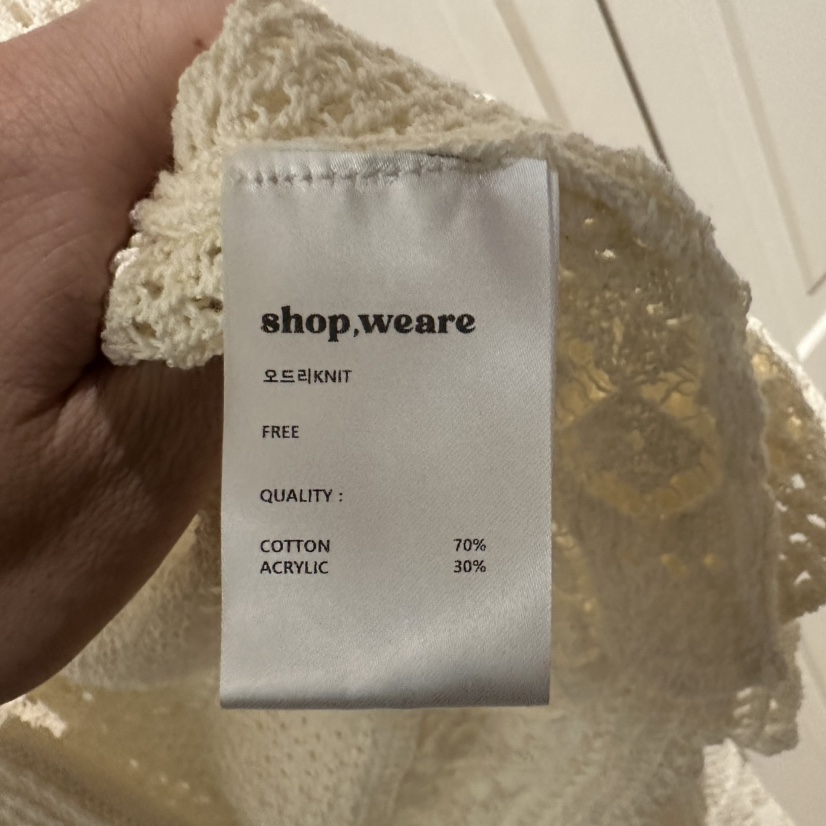 shop,weare
오드리KNIT
FREE
QUALITY :
COTTON 70%
ACRYLIC 30%